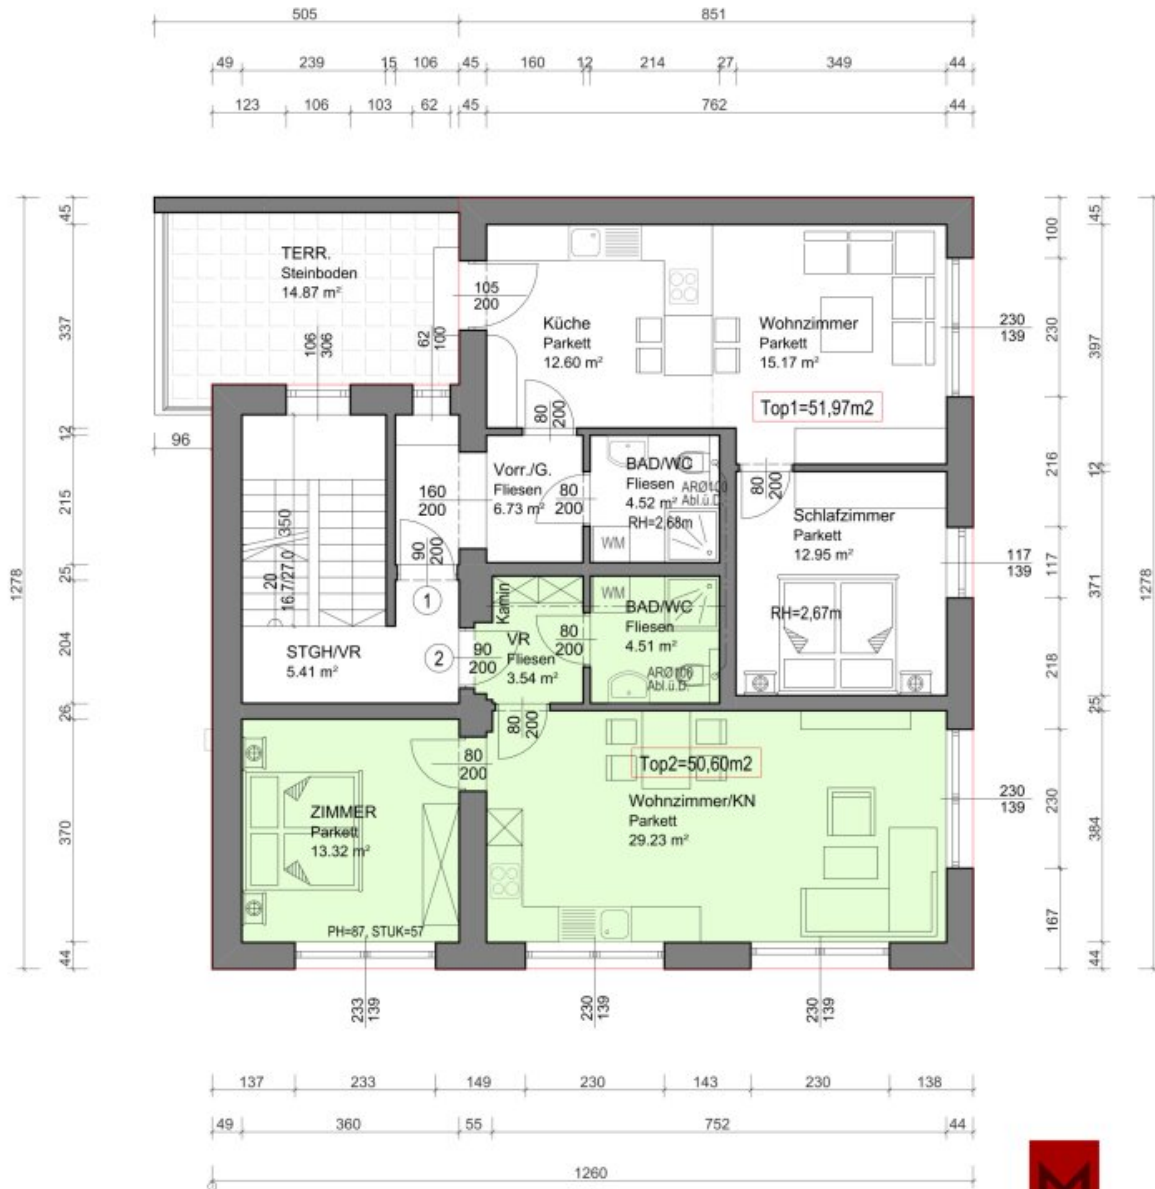 505 851
49 239 15 106 45 160 12 214 27 349 44
123 106 103 62 45 762 44
TERR.
Steinboden
14.87 m²
106
306
62
100
105
200
Küche
Parkett
12.60 m²
Wohnzimmer
Parkett
15.17 m²
Top1=51,97m2
80
200
230
139
Vorr./G.
Fliesen
6.73 m²
160
200
90
200
80
200
BAD/WC
Fliesen
4.52 m²
RH=2,68m
ARØ100
Abl.ü.D.
WM
80
200
Schlafzimmer
Parkett
12.95 m²
RH=2,67m
117
139
350
20
16.7/27.0
1
STGH/VR
5.41 m²
2
90
200
Kamin
VR
Fliesen
3.54 m²
80
200
WM
BAD/WC
Fliesen
4.51 m²
ARØ106
Abl.ü.D.
80
200
80
200
Top2=50,60m2
Wohnzimmer/KN
Parkett
29.23 m²
230
139
ZIMMER
Parkett
13.32 m²
PH=87, STUK=57
233
139
230
139
230
139
1278
45 337 12 215 25 204 26 370 44
96
100 230 216 117 218 230 167
45 397 12 371 25 384 44
1278
137 233 149 230 143 230 138
49 360 55 752 44
1260
M